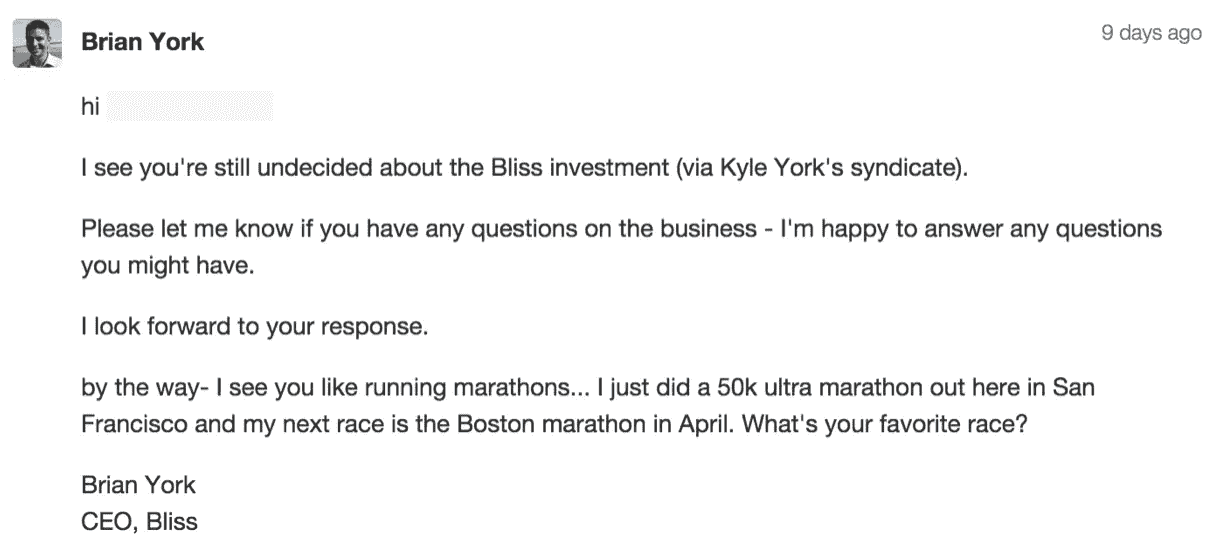 Brian York
9 days ago
hi
I see you're still undecided about the Bliss investment (via Kyle York's syndicate).
Please let me know if you have any questions on the business - I'm happy to answer any questions
you might have.
I look forward to your response.
by the way- I see you like running marathons... I just did a 50k ultra marathon out here in San
Francisco and my next race is the Boston marathon in April. What's your favorite race?
Brian York
CEO, Bliss